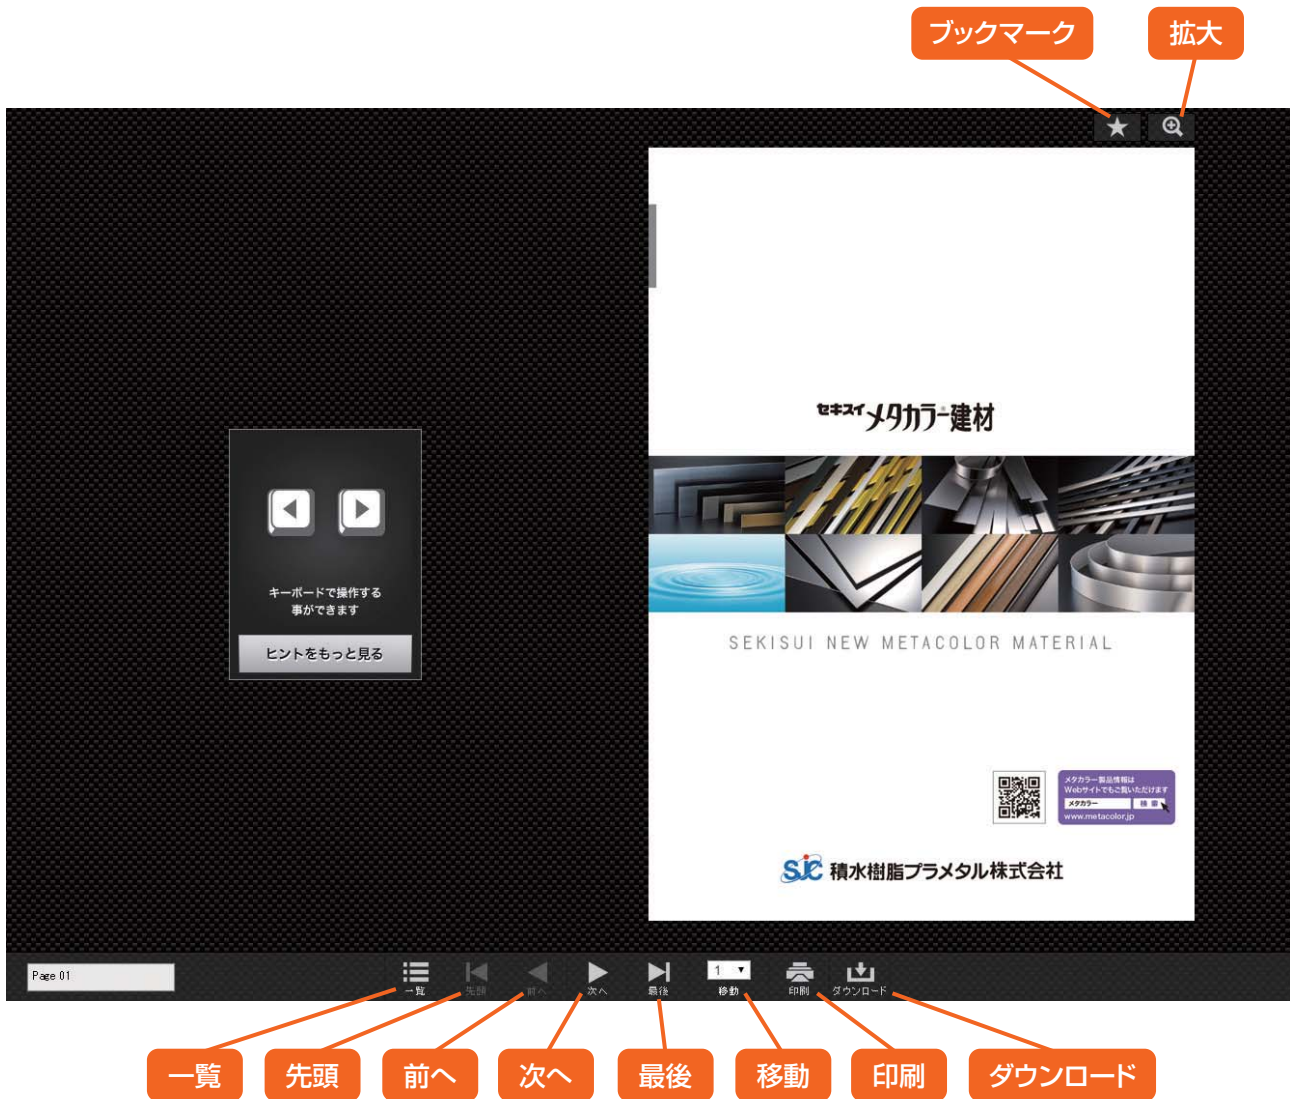 ブックマーク
拡大
セキスイ メタカラー建材
キーボードで操作する
事ができます
ヒントをもっと見る
SEKISUI NEW METACOLOR MATERIAL
メタカラー製品情報は
Webサイトでもご覧いただけます
メタカラー 検索
www.metacolor.jp
SJC 積水樹脂プラメタル株式会社
Page 01
1
一覧 先頭 前へ 次へ 最後 移動 印刷 ダウンロード
一覧 先頭 前へ 次へ 最後 移動 印刷 ダウンロード